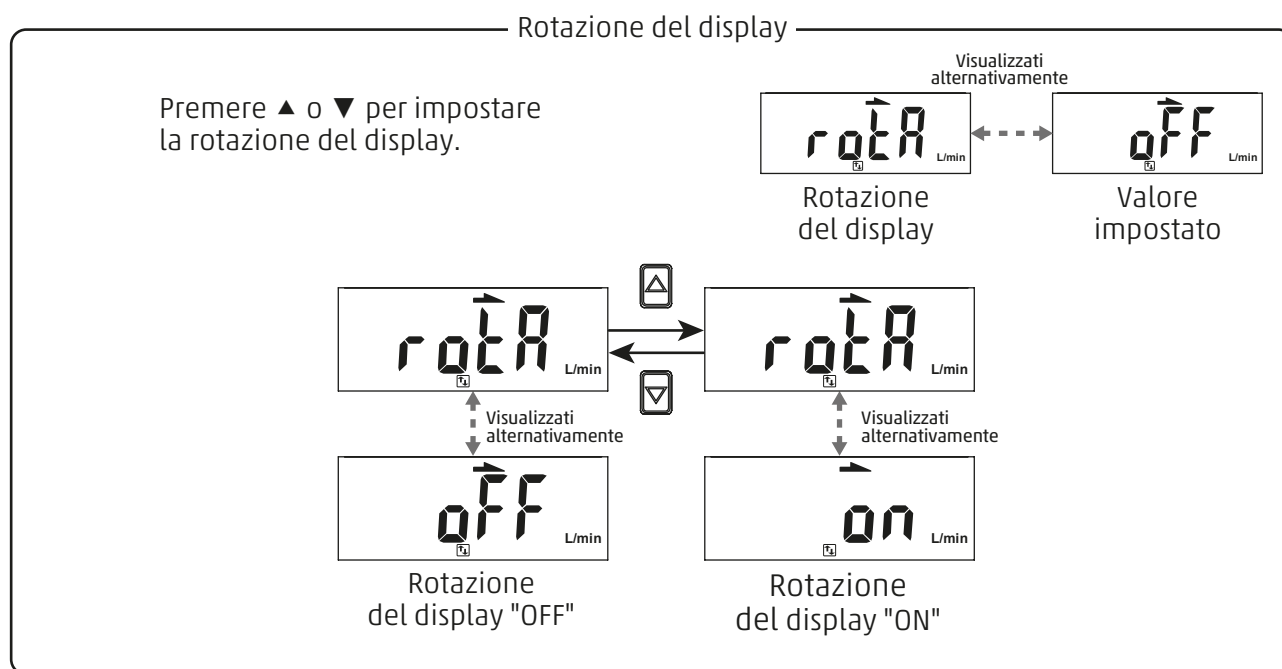 Rotazione del display
Visualizzati
alternativamente
Premere ▲ o ▼ per impostare
la rotazione del display.
rotA L/min
oFF L/min
Rotazione
del display
Valore
impostato
rotA L/min
rotA L/min
Visualizzati
alternativamente
Visualizzati
alternativamente
oFF L/min
on L/min
Rotazione
del display "OFF"
Rotazione
del display "ON"